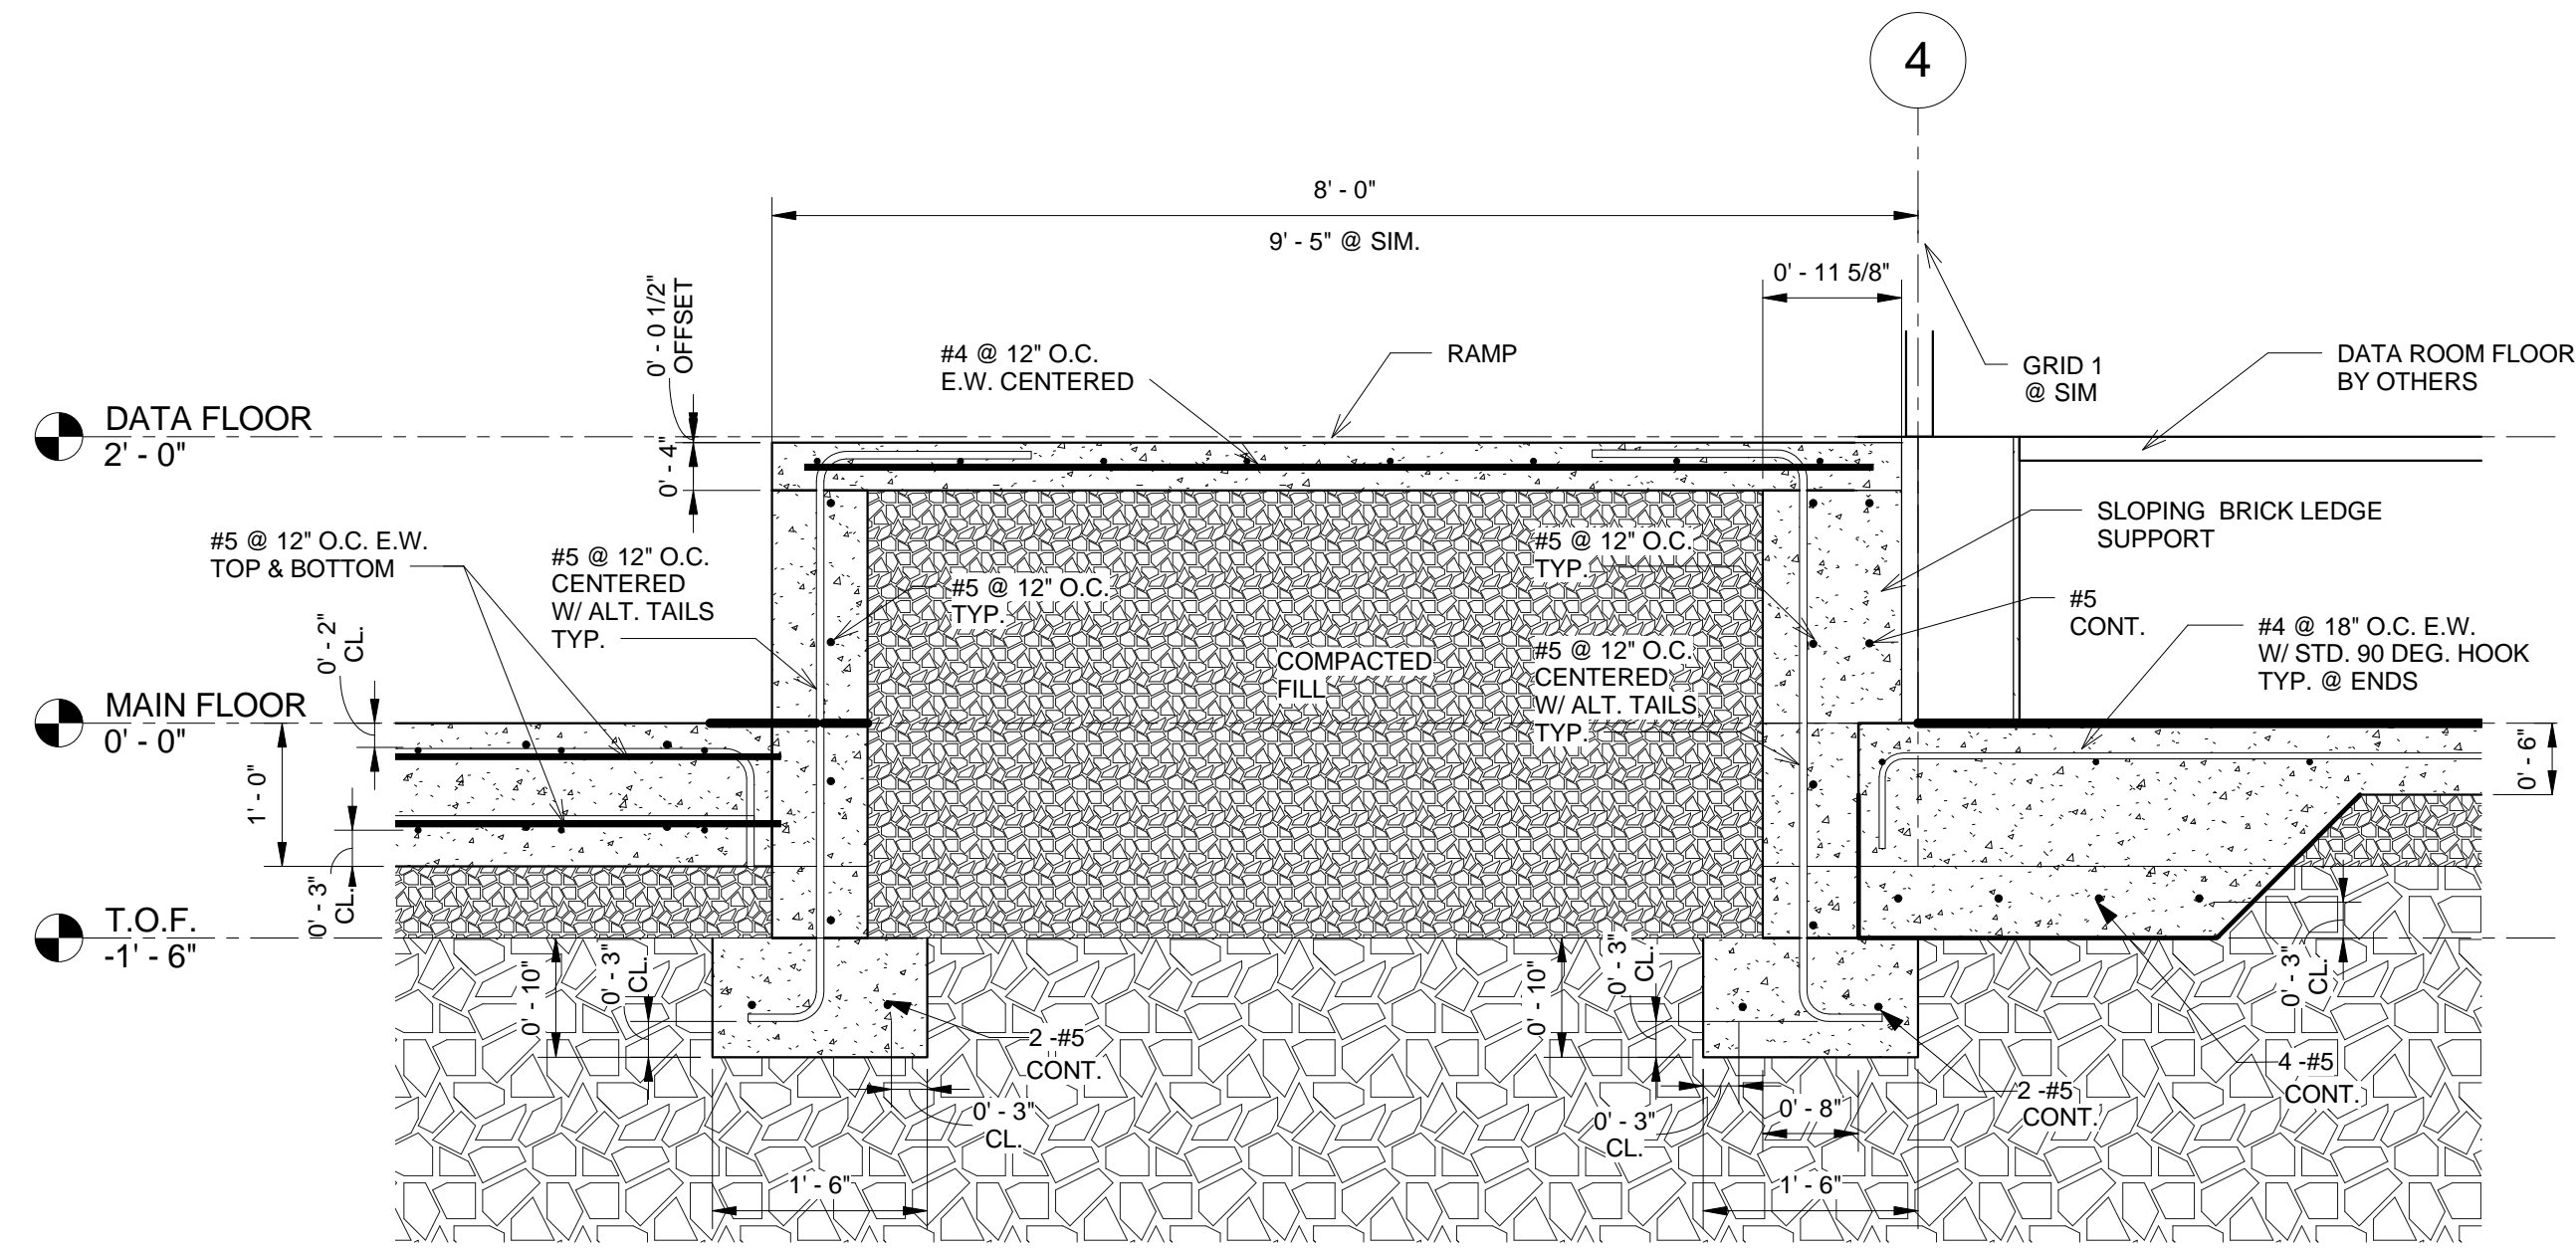 4
8' - 0"
9' - 5" @ SIM.
0' - 11 5/8"
0' - 0 1/2"
OFFSET
#4 @ 12" O.C.
E.W. CENTERED
RAMP
GRID 1
@ SIM
DATA ROOM FLOOR
BY OTHERS
DATA FLOOR
2' - 0"
0' - 4"
SLOPING BRICK LEDGE
SUPPORT
#5 @ 12" O.C. E.W.
TOP & BOTTOM
#5 @ 12" O.C.
CENTERED
W/ ALT. TAILS
TYP.
#5 @ 12" O.C.
TYP.
#5 @ 12" O.C.
TYP.
#5
CONT.
#4 @ 18" O.C. E.W.
W/ STD. 90 DEG. HOOK
TYP. @ ENDS
0' - 2"
CL.
COMPACTED
FILL
#5 @ 12" O.C.
CENTERED
W/ ALT. TAILS
TYP.
MAIN FLOOR
0' - 0"
1' - 0"
0' - 6"
0' - 3"
CL.
T.O.F.
-1' - 6"
0' - 10"
0' - 3"
CL.
0' - 10"
0' - 3"
CL.
0' - 3"
CL.
2 -#5
CONT.
4 -#5
CONT.
2 -#5
CONT.
0' - 3"
CL.
0' - 3"
CL.
0' - 8"
1' - 6"
1' - 6"